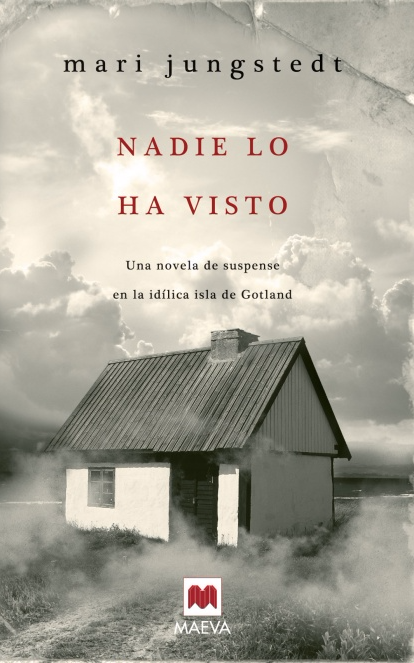 mari jungstedt
NADIE LO
HA VISTO
Una novela de suspense
en la idílica isla de Gotland
MAEVA